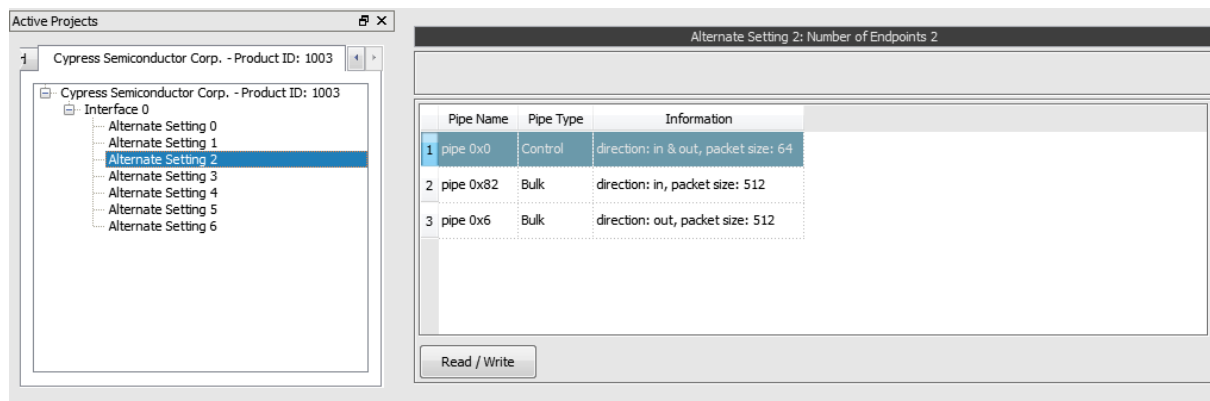 Active Projects
Cypress Semiconductor Corp. - Product ID: 1003
Cypress Semiconductor Corp. - Product ID: 1003
Interface 0
Alternate Setting 0
Alternate Setting 1
Alternate Setting 2
Alternate Setting 3
Alternate Setting 4
Alternate Setting 5
Alternate Setting 6
Alternate Setting 2: Number of Endpoints 2
Pipe Name Pipe Type Information
1 pipe 0x0 Control direction: in & out, packet size: 64
2 pipe 0x82 Bulk direction: in, packet size: 512
3 pipe 0x6 Bulk direction: out, packet size: 512
Read / Write